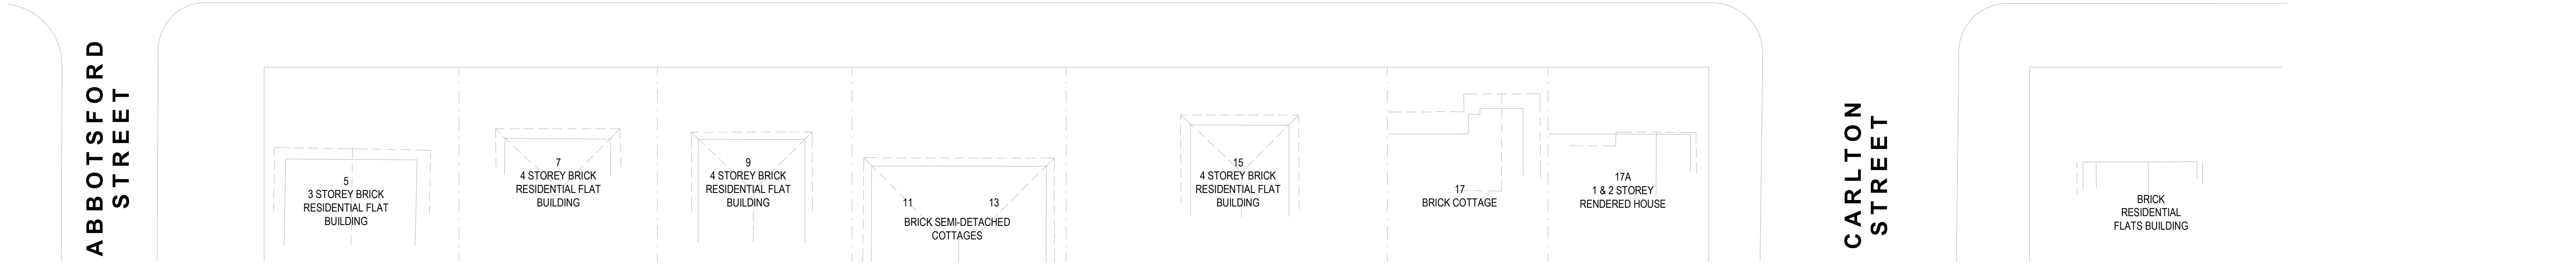 ABBOTSFORD
STREET
5
3 STOREY BRICK
RESIDENTIAL FLAT
BUILDING
7
4 STOREY BRICK
RESIDENTIAL FLAT
BUILDING
9
4 STOREY BRICK
RESIDENTIAL FLAT
BUILDING
11
13
BRICK SEMI-DETACHED
COTTAGES
15
4 STOREY BRICK
RESIDENTIAL FLAT
BUILDING
17
BRICK COTTAGE
17A
1 & 2 STOREY
RENDERED HOUSE
CARLTON
STREET
BRICK
RESIDENTIAL
FLATS BUILDING